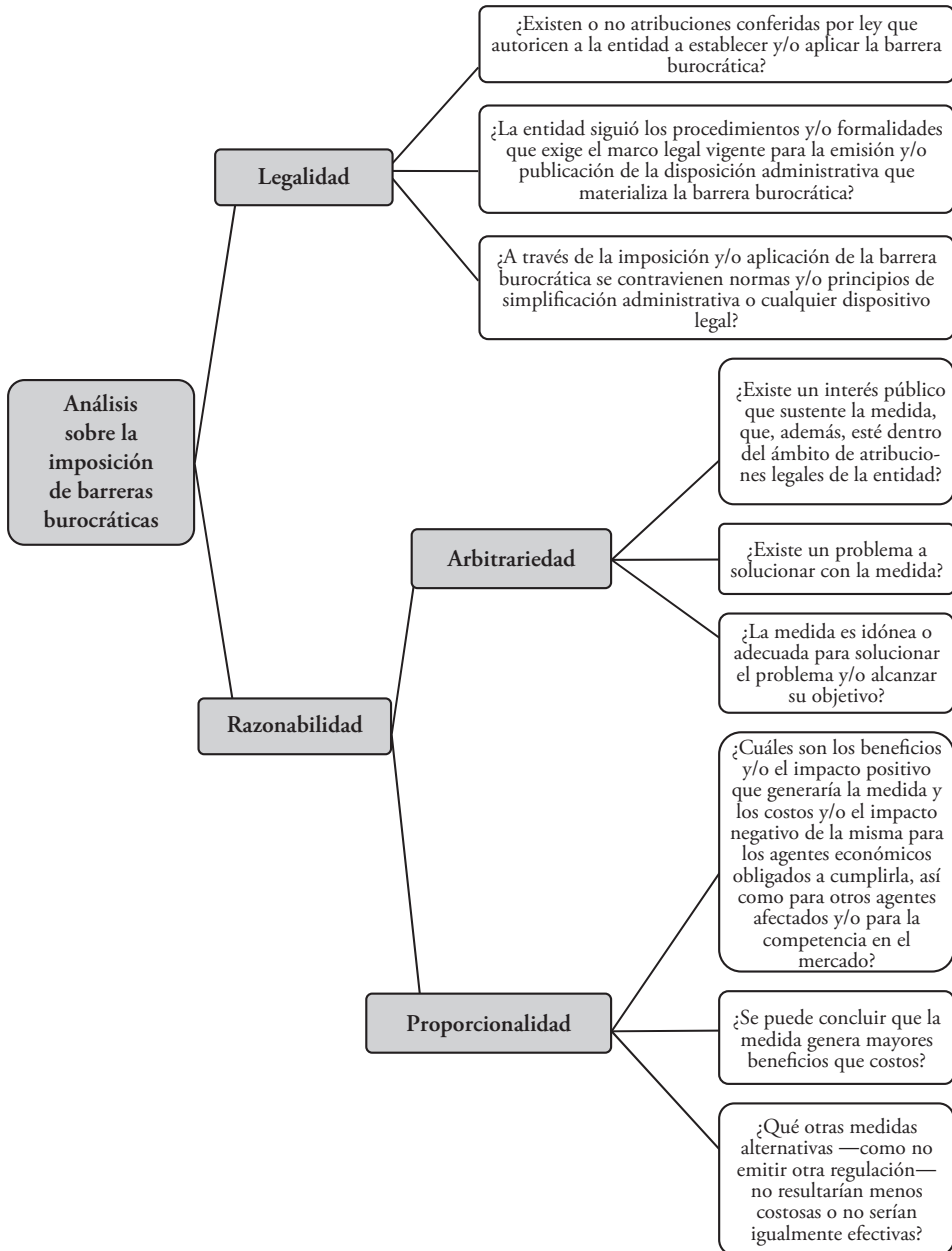 Análisis
sobre la
imposición
de barreras
burocráticas
Legalidad
¿Existen o no atribuciones conferidas por ley que
autoricen a la entidad a establecer y/o aplicar la barrera
burocrática?
¿La entidad siguió los procedimientos y/o formalidades
que exige el marco legal vigente para la emisión y/o
publicación de la disposición administrativa que
materializa la barrera burocrática?
¿A través de la imposición y/o aplicación de la barrera
burocrática se contravienen normas y/o principios de
simplificación administrativa o cualquier dispositivo
legal?
Razonabilidad
Arbitrariedad
¿Existe un interés público
que sustente la medida,
que, además, esté dentro
del ámbito de atribucio-
nes legales de la entidad?
¿Existe un problema a
solucionar con la medida?
¿La medida es idónea o
adecuada para solucionar
el problema y/o alcanzar
su objetivo?
Proporcionalidad
¿Cuáles son los beneficios
y/o el impacto positivo
que generaría la medida y
los costos y/o el impacto
negativo de la misma para
los agentes económicos
obligados a cumplirla, así
como para otros agentes
afectados y/o para la
competencia en el
mercado?
¿Se puede concluir que la
medida genera mayores
beneficios que costos?
¿Qué otras medidas
alternativas —como no
emitir otra regulación—
no resultarían menos
costosas o no serían
igualmente efectivas?